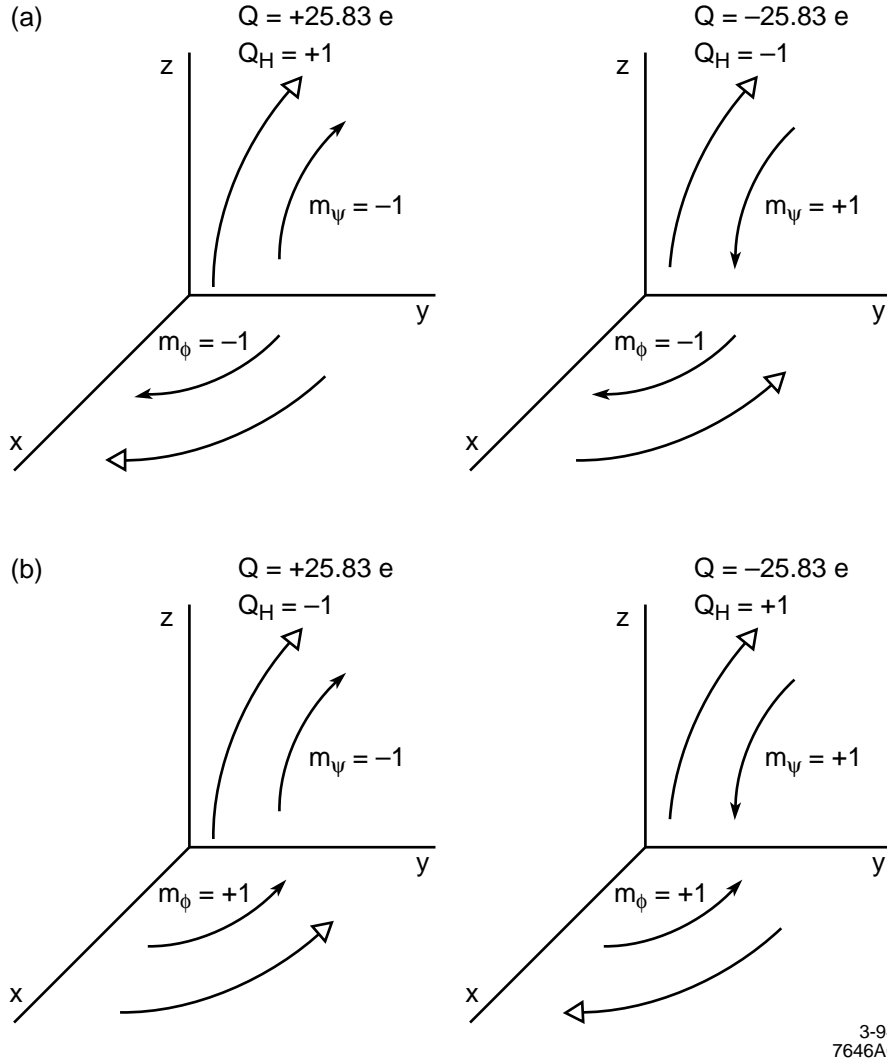 (a) Q = +25.83 e Q = –25.83 e
Q_H = +1 Q_H = –1
z z
m_ψ = –1 m_ψ = +1
y y
m_ϕ = –1 m_ϕ = –1
x x
(b) Q = +25.83 e Q = –25.83 e
Q_H = –1 Q_H = +1
z z
m_ψ = –1 m_ψ = +1
y y
m_ϕ = +1 m_ϕ = +1
x x
3-9
7646A